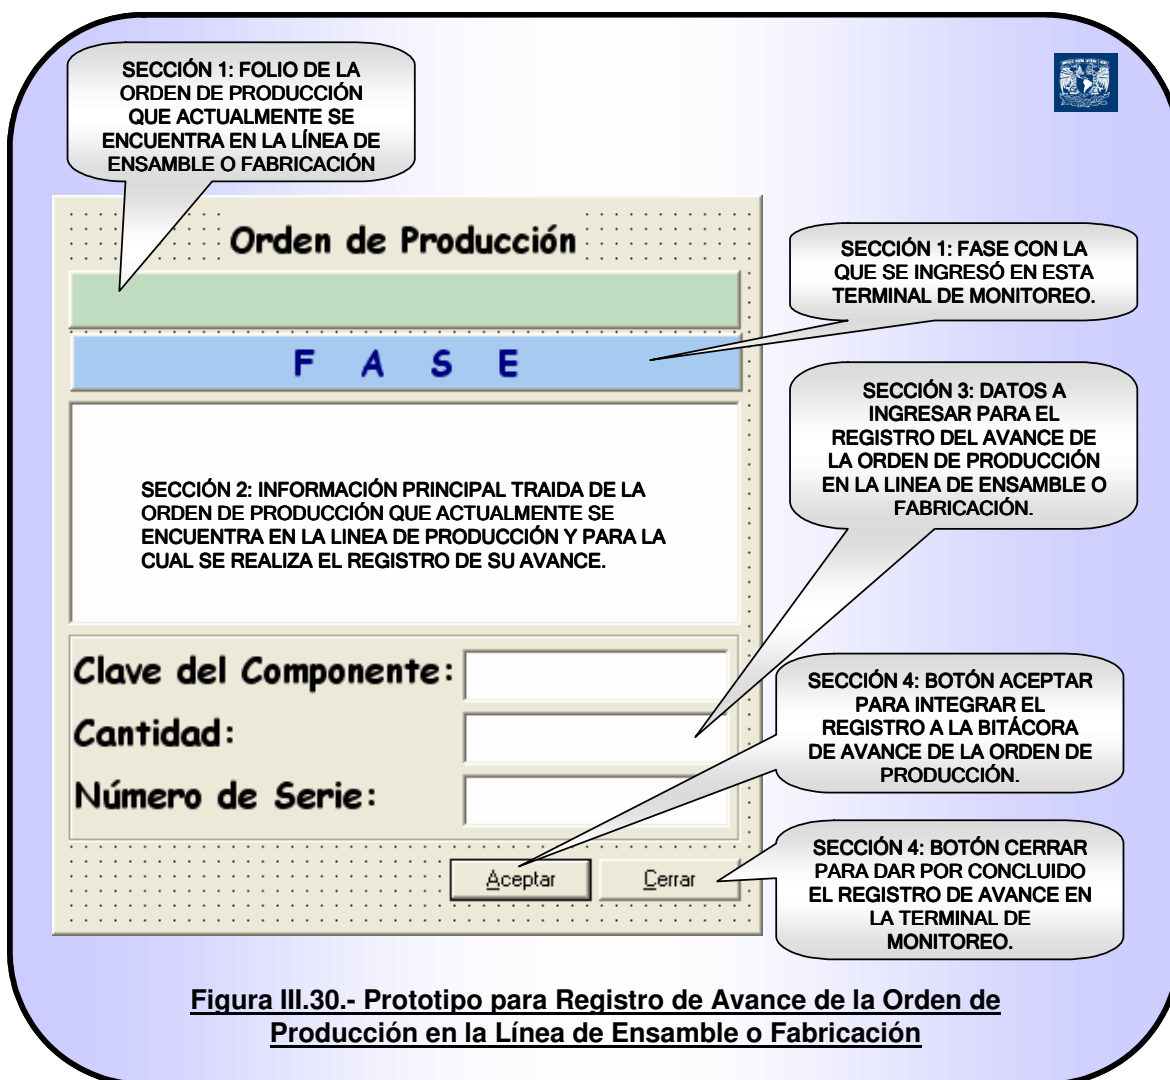 SECCIÓN 1: FOLIO DE LA
ORDEN DE PRODUCCIÓN
QUE ACTUALMENTE SE
ENCUENTRA EN LA LÍNEA DE
ENSAMBLE O FABRICACIÓN
Orden de Producción
SECCIÓN 1: FASE CON LA
QUE SE INGRESÓ EN ESTA
TERMINAL DE MONITOREO.
F A S E
SECCIÓN 3: DATOS A
INGRESAR PARA EL
REGISTRO DEL AVANCE DE
LA ORDEN DE PRODUCCIÓN
EN LA LINEA DE ENSAMBLE O
FABRICACIÓN.
SECCIÓN 2: INFORMACIÓN PRINCIPAL TRAIDA DE LA
ORDEN DE PRODUCCIÓN QUE ACTUALMENTE SE
ENCUENTRA EN LA LINEA DE PRODUCCIÓN Y PARA LA
CUAL SE REALIZA EL REGISTRO DE SU AVANCE.
Clave del Componente:
Cantidad:
Número de Serie:
SECCIÓN 4: BOTÓN ACEPTAR
PARA INTEGRAR EL
REGISTRO A LA BITÁCORA
DE AVANCE DE LA ORDEN DE
PRODUCCIÓN.
Aceptar
Cerrar
SECCIÓN 4: BOTÓN CERRAR
PARA DAR POR CONCLUIDO
EL REGISTRO DE AVANCE EN
LA TERMINAL DE
MONITOREO.
Figura III.30.- Prototipo para Registro de Avance de la Orden de
Producción en la Línea de Ensamble o Fabricación